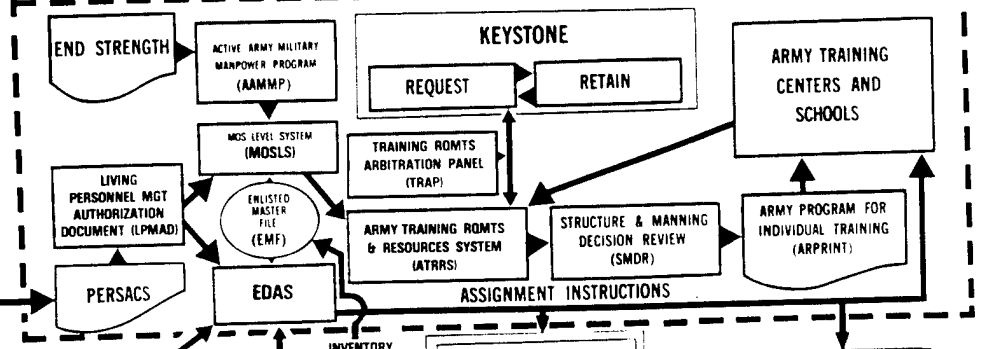 END STRENGTH
ACTIVE ARMY MILITARY
MANPOWER PROGRAM
(AAMMP)
KEYSTONE
REQUEST
RETAIN
ARMY TRAINING
CENTERS AND
SCHOOLS
MOS LEVEL SYSTEM
(MOSLS)
TRAINING RQMTS
ARBITRATION PANEL
(TRAP)
LIVING
PERSONNEL MGT
AUTHORIZATION
DOCUMENT (LPMAD)
ENLISTED
MASTER
FILE
(EMF)
ARMY TRAINING RQMTS
& RESOURCES SYSTEM
(ATRRS)
STRUCTURE & MANNING
DECISION REVIEW
(SMDR)
ARMY PROGRAM FOR
INDIVIDUAL TRAINING
(ARPRINT)
PERSACS
EDAS
ASSIGNMENT INSTRUCTIONS
INVENTORY